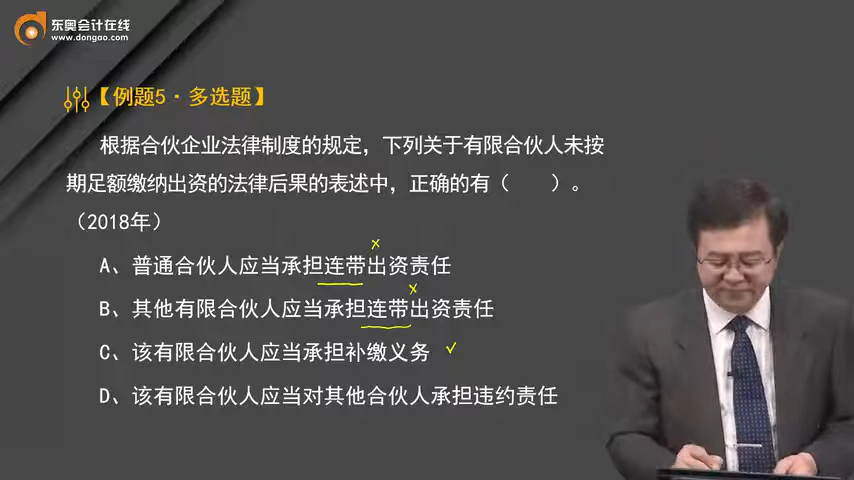 东奥会计在线
www.dongao.com
【例题5·多选题】
根据合伙企业法律制度的规定，下列关于有限合伙人未按
期足额缴纳出资的法律后果的表述中，正确的有（　　）。
（2018年）
A、普通合伙人应当承担连带出资责任
B、其他有限合伙人应当承担连带出资责任
C、该有限合伙人应当承担补缴义务
D、该有限合伙人应当对其他合伙人承担违约责任